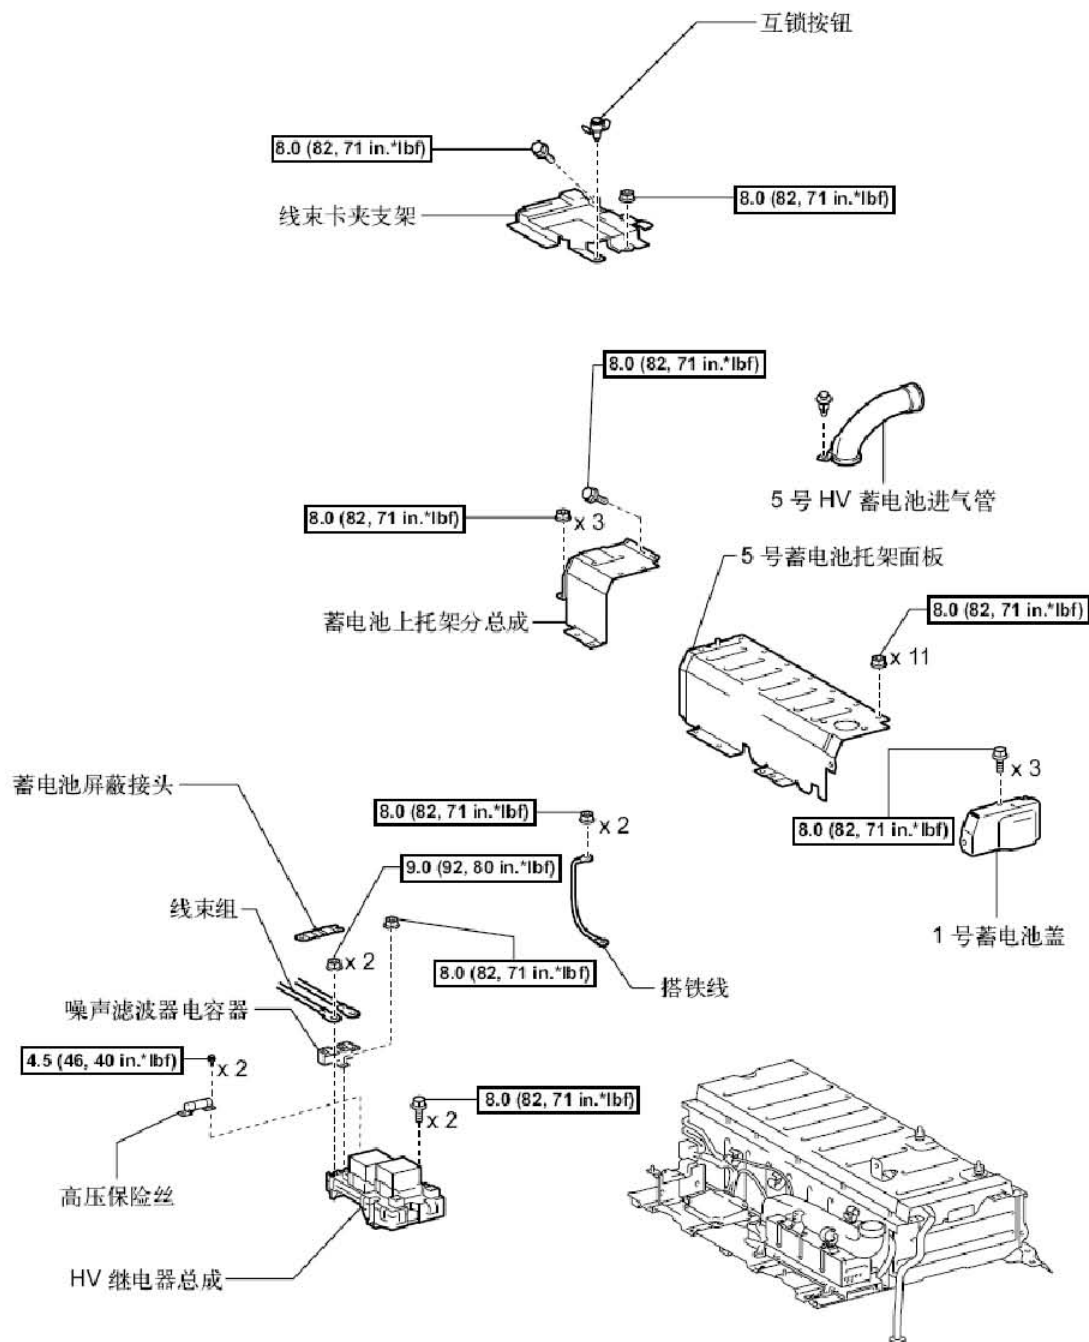 互锁按钮
8.0 (82, 71 in.*lbf)
8.0 (82, 71 in.*lbf)
线束卡夹支架
8.0 (82, 71 in.*lbf)
5 号 HV 蓄电池进气管
8.0 (82, 71 in.*lbf)
x 3
5 号蓄电池托架面板
蓄电池上托架分总成
8.0 (82, 71 in.*lbf)
x 11
蓄电池屏蔽接头
x 3
8.0 (82, 71 in.*lbf)
x 2
8.0 (82, 71 in.*lbf)
9.0 (92, 80 in.*lbf)
线束组
1 号蓄电池盖
x 2
8.0 (82, 71 in.*lbf)
搭铁线
噪声滤波器电容器
4.5 (46, 40 in.*lbf)
x 2
8.0 (82, 71 in.*lbf)
x 2
高压保险丝
HV 继电器总成